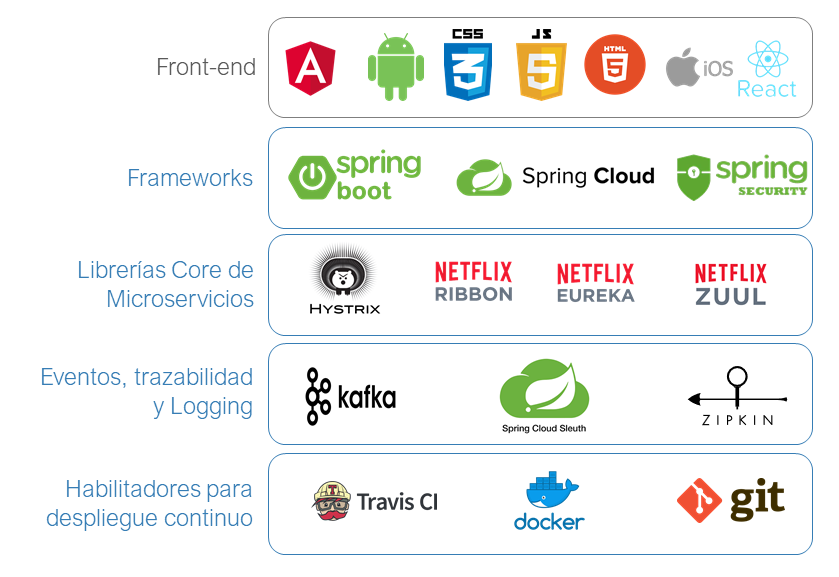 Front-end
A
CSS
3
JS
5
HTML
5
iOS
React
Frameworks
spring
boot
Spring Cloud
spring
SECURITY
Librerías Core de
Microservicios
HYSTRIX
NETFLIX
RIBBON
NETFLIX
EUREKA
NETFLIX
ZUUL
Eventos, trazabilidad
y Logging
kafka
Spring Cloud Sleuth
ZIPKIN
Habilitadores para
despliegue continuo
T
Travis CI
docker
git